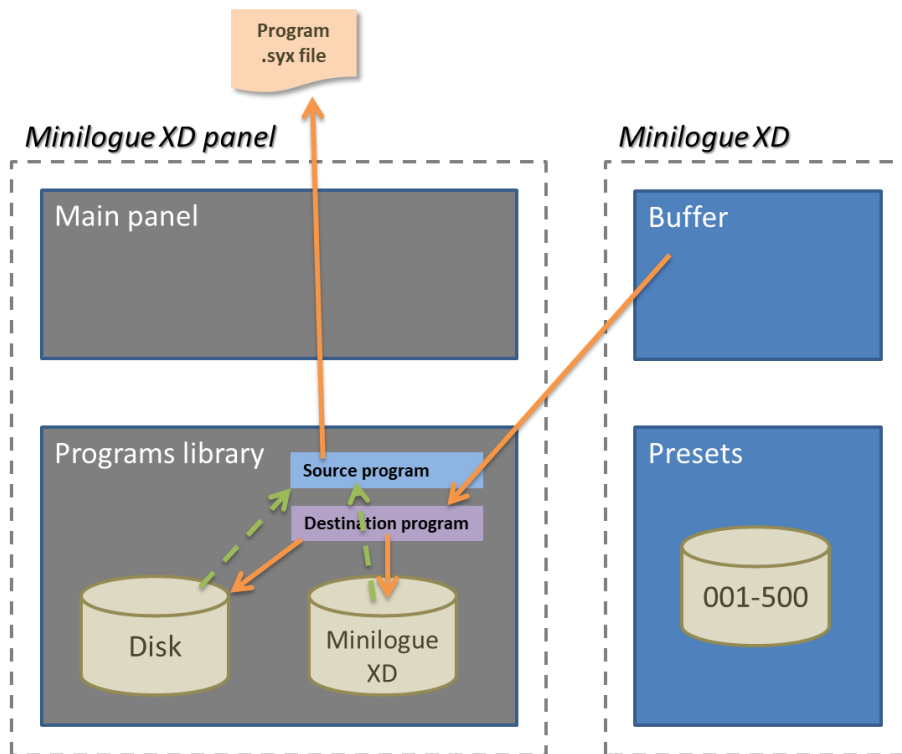 Program
.syx file
Minilogue XD panel
Minilogue XD
Main panel
Buffer
Programs library
Source program
Destination program
Disk
Minilogue
XD
Presets
001-500